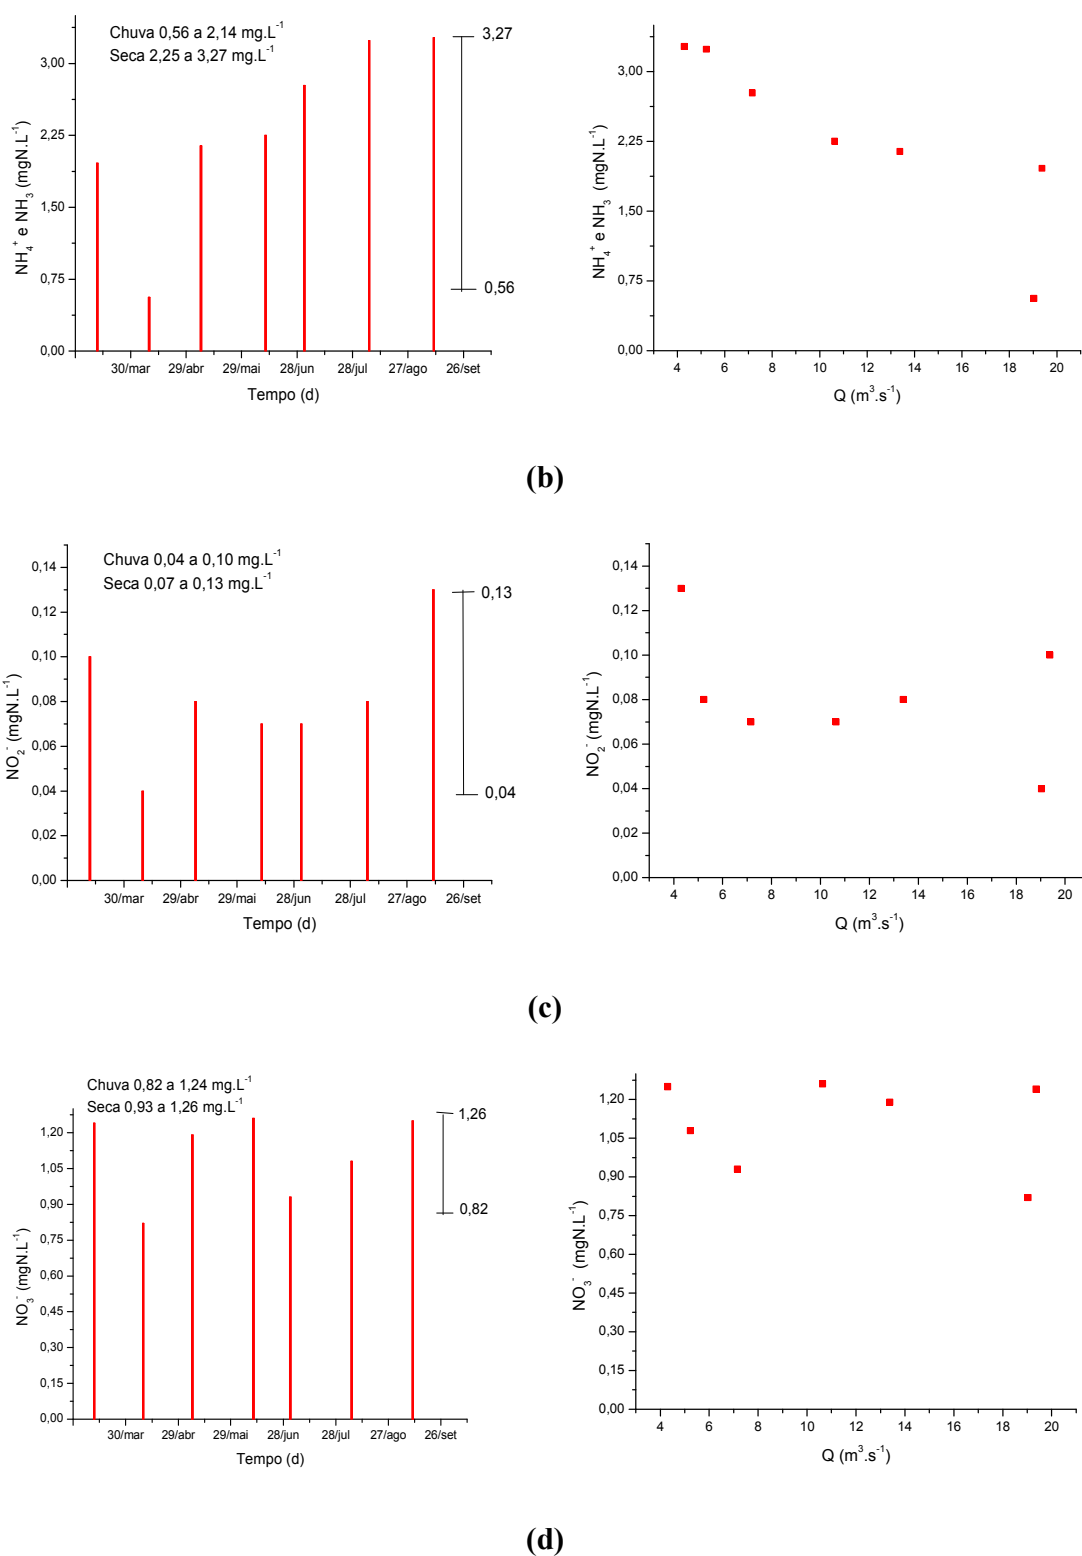 Chuva 0,56 a 2,14 mg.L⁻¹
Seca 2,25 a 3,27 mg.L⁻¹
3,27
0,56
3,00
2,25
1,50
0,75
0,00
NH₄⁺ e NH₃ (mgN.L⁻¹)
30/mar 29/abr 29/mai 28/jun 28/jul 27/ago 26/set
Tempo (d)
3,00
2,25
1,50
0,75
0,00
NH₄⁺ e NH₃ (mgN.L⁻¹)
4 6 8 10 12 14 16 18 20
Q (m³.s⁻¹)
(b)
Chuva 0,04 a 0,10 mg.L⁻¹
Seca 0,07 a 0,13 mg.L⁻¹
0,13
0,04
0,14
0,12
0,10
0,08
0,06
0,04
0,02
0,00
NO₂⁻ (mgN.L⁻¹)
30/mar 29/abr 29/mai 28/jun 28/jul 27/ago 26/set
Tempo (d)
0,14
0,12
0,10
0,08
0,06
0,04
0,02
0,00
NO₂⁻ (mgN.L⁻¹)
4 6 8 10 12 14 16 18 20
Q (m³.s⁻¹)
(c)
Chuva 0,82 a 1,24 mg.L⁻¹
Seca 0,93 a 1,26 mg.L⁻¹
1,26
0,82
1,20
1,05
0,90
0,75
0,60
0,45
0,30
0,15
0,00
NO₃⁻ (mgN.L⁻¹)
30/mar 29/abr 29/mai 28/jun 28/jul 27/ago 26/set
Tempo (d)
1,20
1,05
0,90
0,75
0,60
0,45
0,30
0,15
0,00
NO₃⁻ (mgN.L⁻¹)
4 6 8 10 12 14 16 18 20
Q (m³.s⁻¹)
(d)